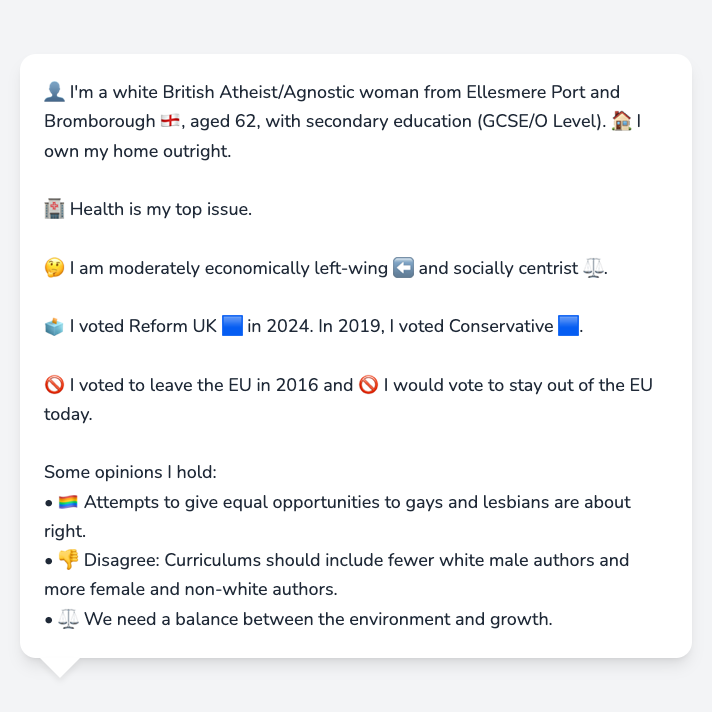 👤 I'm a white British Atheist/Agnostic woman from Ellesmere Port and
Bromborough 🏴󠁧󠁢󠁥󠁮󠁧󠁿, aged 62, with secondary education (GCSE/O Level). 🏠 I
own my home outright.
🏥 Health is my top issue.
🤔 I am moderately economically left-wing ⬅️ and socially centrist ⚖️.
🗳️ I voted Reform UK 🟦 in 2024. In 2019, I voted Conservative 🟦.
🚫 I voted to leave the EU in 2016 and 🚫 I would vote to stay out of the EU
today.
Some opinions I hold:
• 🏳️‍🌈 Attempts to give equal opportunities to gays and lesbians are about
right.
• 👎 Disagree: Curriculums should include fewer white male authors and
more female and non-white authors.
• ⚖️ We need a balance between the environment and growth.